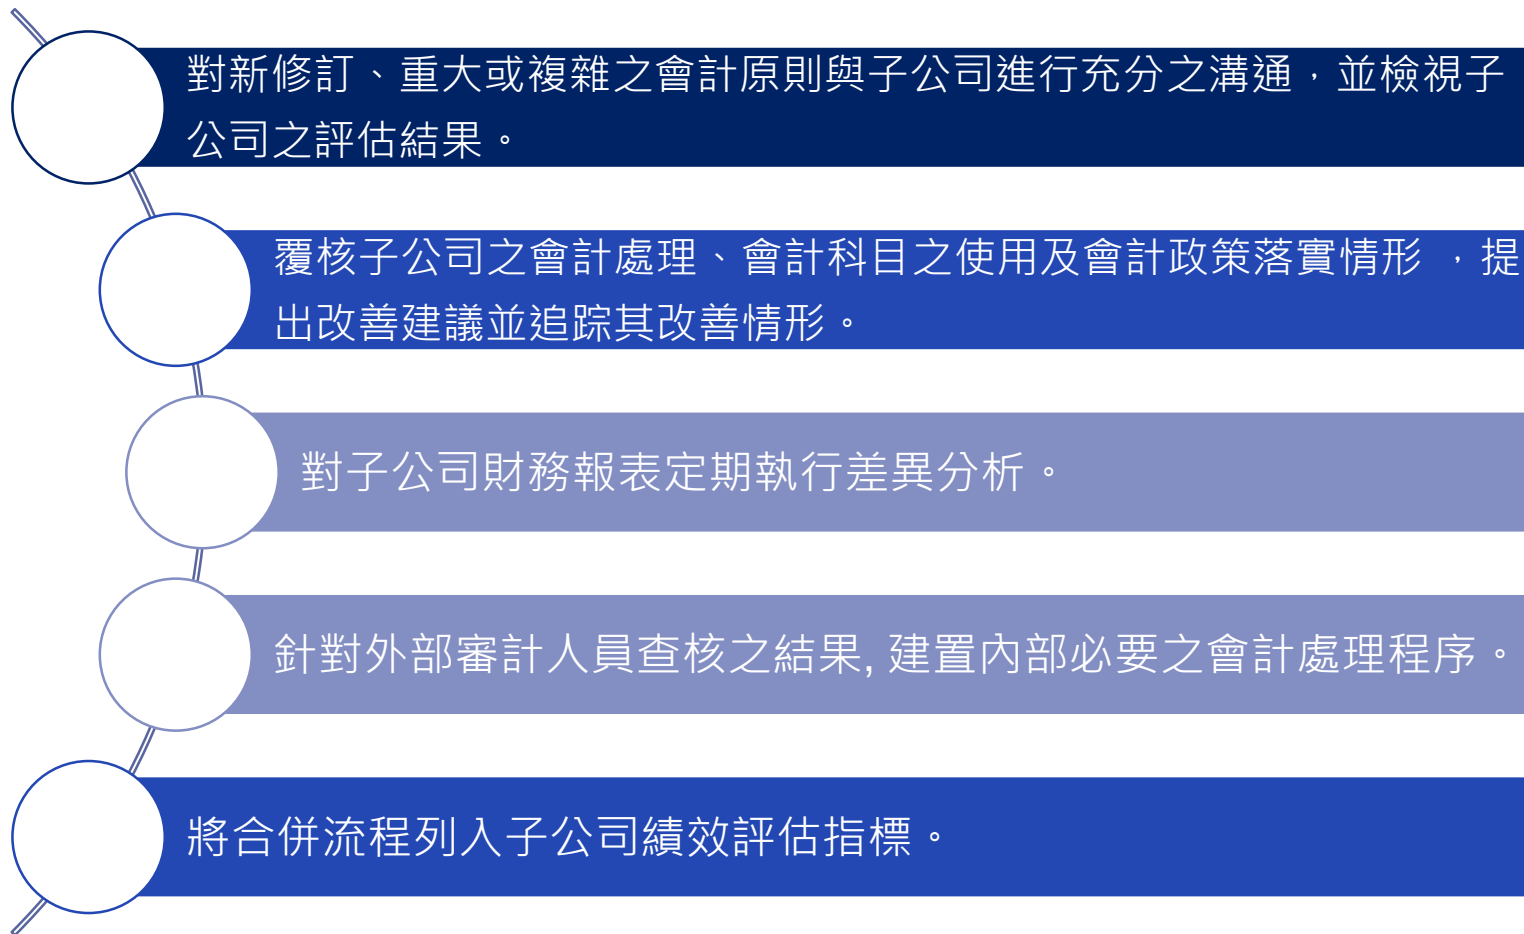 對新修訂、重大或複雜之會計原則與子公司進行充分之溝通，並檢視子
公司之評估結果。
覆核子公司之會計處理、會計科目之使用及會計政策落實情形 ，提
出改善建議並追踪其改善情形。
對子公司財務報表定期執行差異分析。
針對外部審計人員查核之結果, 建置內部必要之會計處理程序。
將合併流程列入子公司績效評估指標。